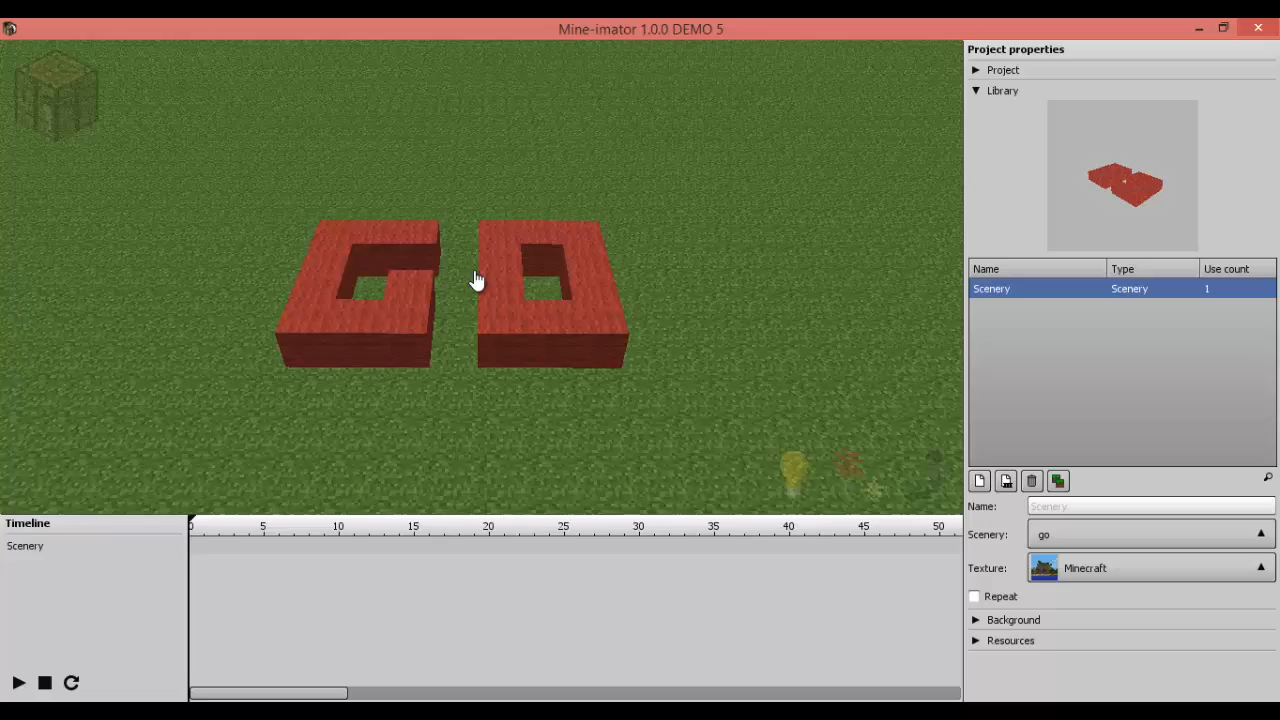 Mine-imator 1.0.0 DEMO 5
Project properties
Project
Library
GO
Name Type Use count
Scenery Scenery 1
Name: Scenery
Scenery: go
Texture: Minecraft
Repeat
Background
Resources
Timeline
0 5 10 15 20 25 30 35 40 45 50
Scenery